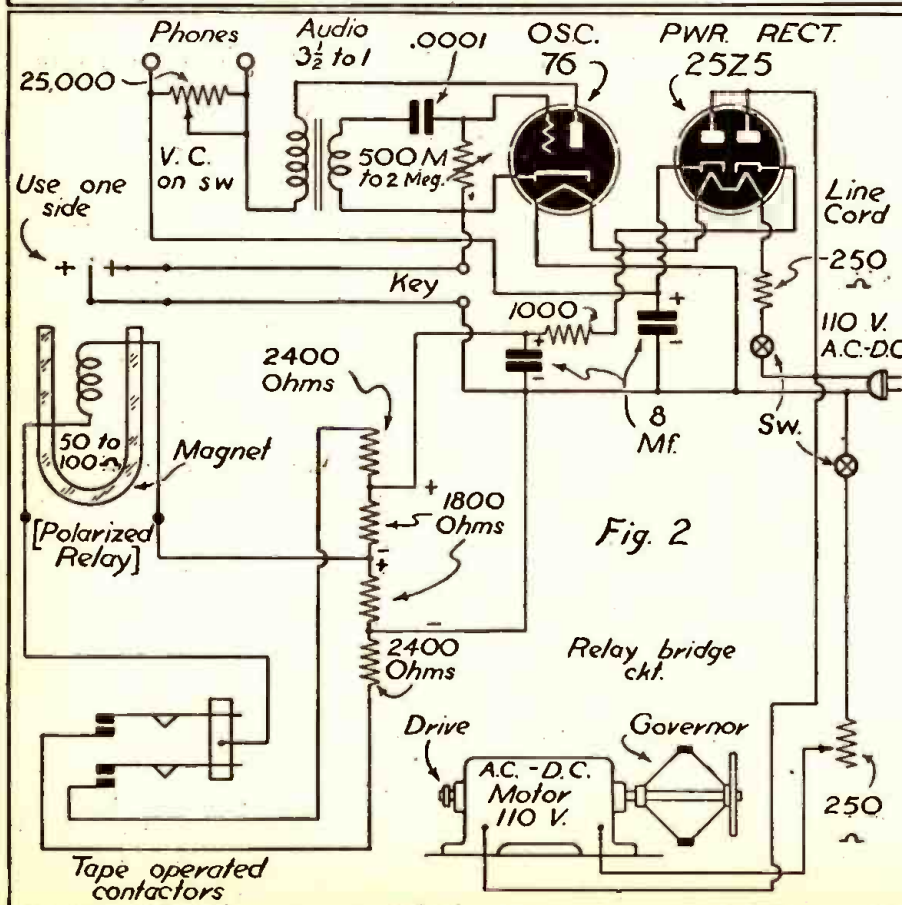 Phones
Audio
3½ to 1
.0001
OSC.
76
PWR. RECT.
25Z5
25,000
V. C.
on sw
500 M
to 2 Meg.
Use one
side
Line
Cord
+ - +
Key
250
Ω
1000
+
-
+
-
110 V.
A.C.-D.C.
2400
Ohms
8
Mf.
Sw.
50 to
100 Ω
Magnet
[Polarized
Relay]
+
1800
Ohms
-
+
-
Fig. 2
2400
Ohms
Relay bridge
ckt.
Drive
Governor
A.C. - D.C.
Motor
110 V.
250
Ω
Tape operated
contactors